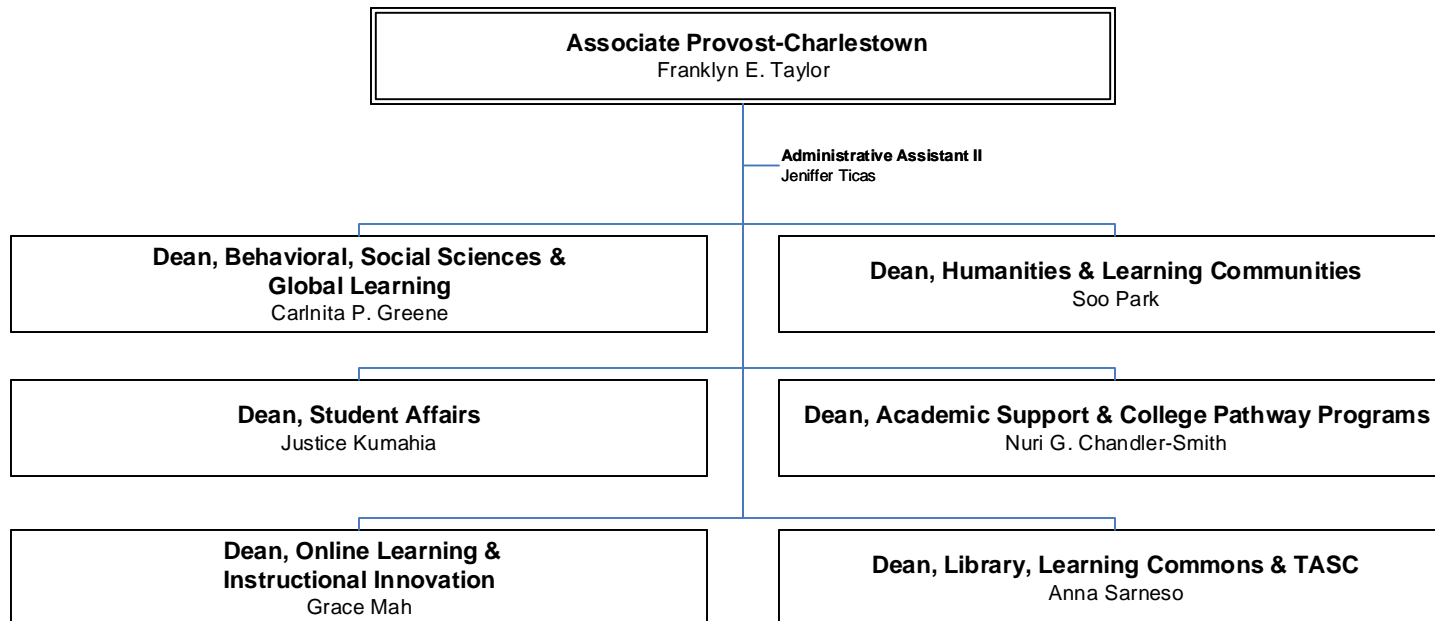 Associate Provost-Charlestown
Franklyn E. Taylor
Administrative Assistant II
Jeniffer Ticas
Dean, Behavioral, Social Sciences &
Global Learning
Carlnita P. Greene
Dean, Humanities & Learning Communities
Soo Park
Dean, Student Affairs
Justice Kumahia
Dean, Academic Support & College Pathway Programs
Nuri G. Chandler-Smith
Dean, Online Learning &
Instructional Innovation
Grace Mah
Dean, Library, Learning Commons & TASC
Anna Sarneso